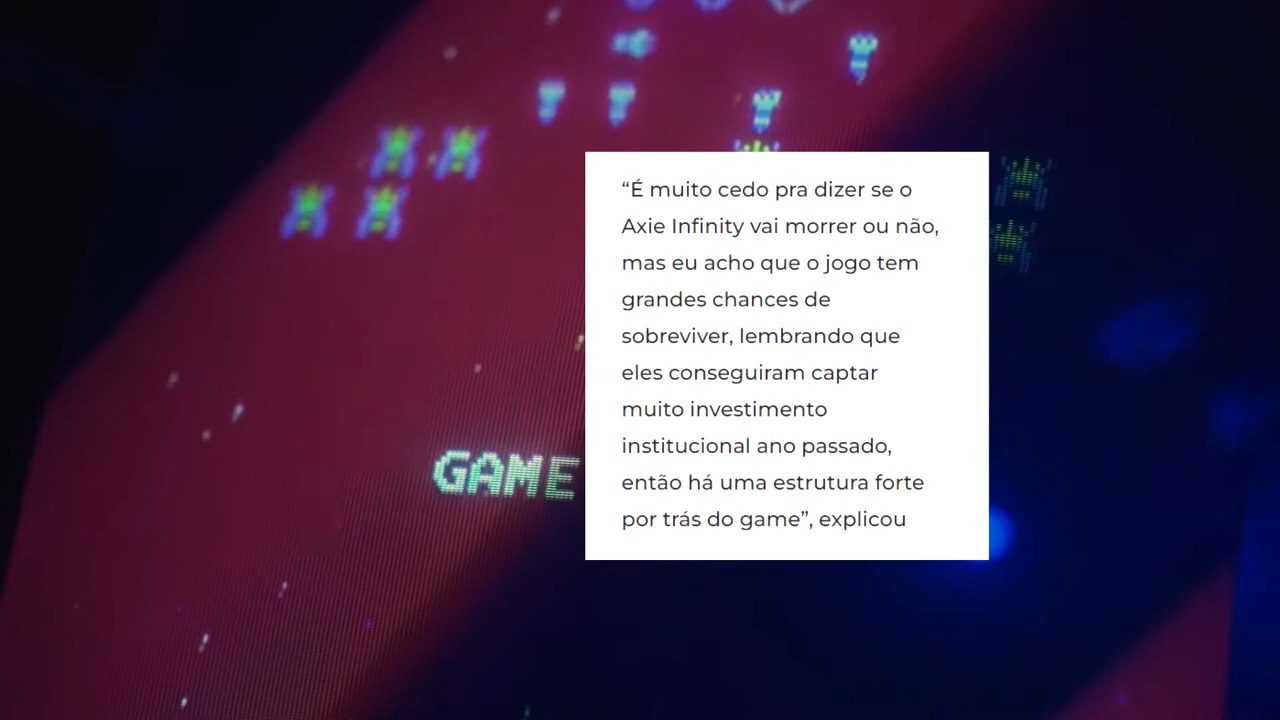 “É muito cedo pra dizer se o
Axie Infinity vai morrer ou não,
mas eu acho que o jogo tem
grandes chances de
sobreviver, lembrando que
eles conseguiram captar
muito investimento
institucional ano passado,
então há uma estrutura forte
por trás do game”, explicou
GAME